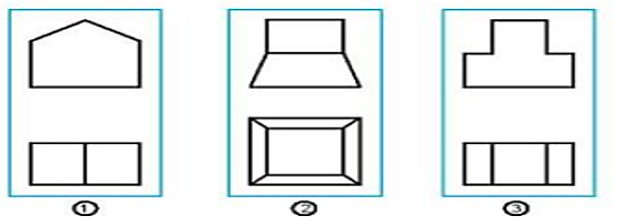 ① ② ③